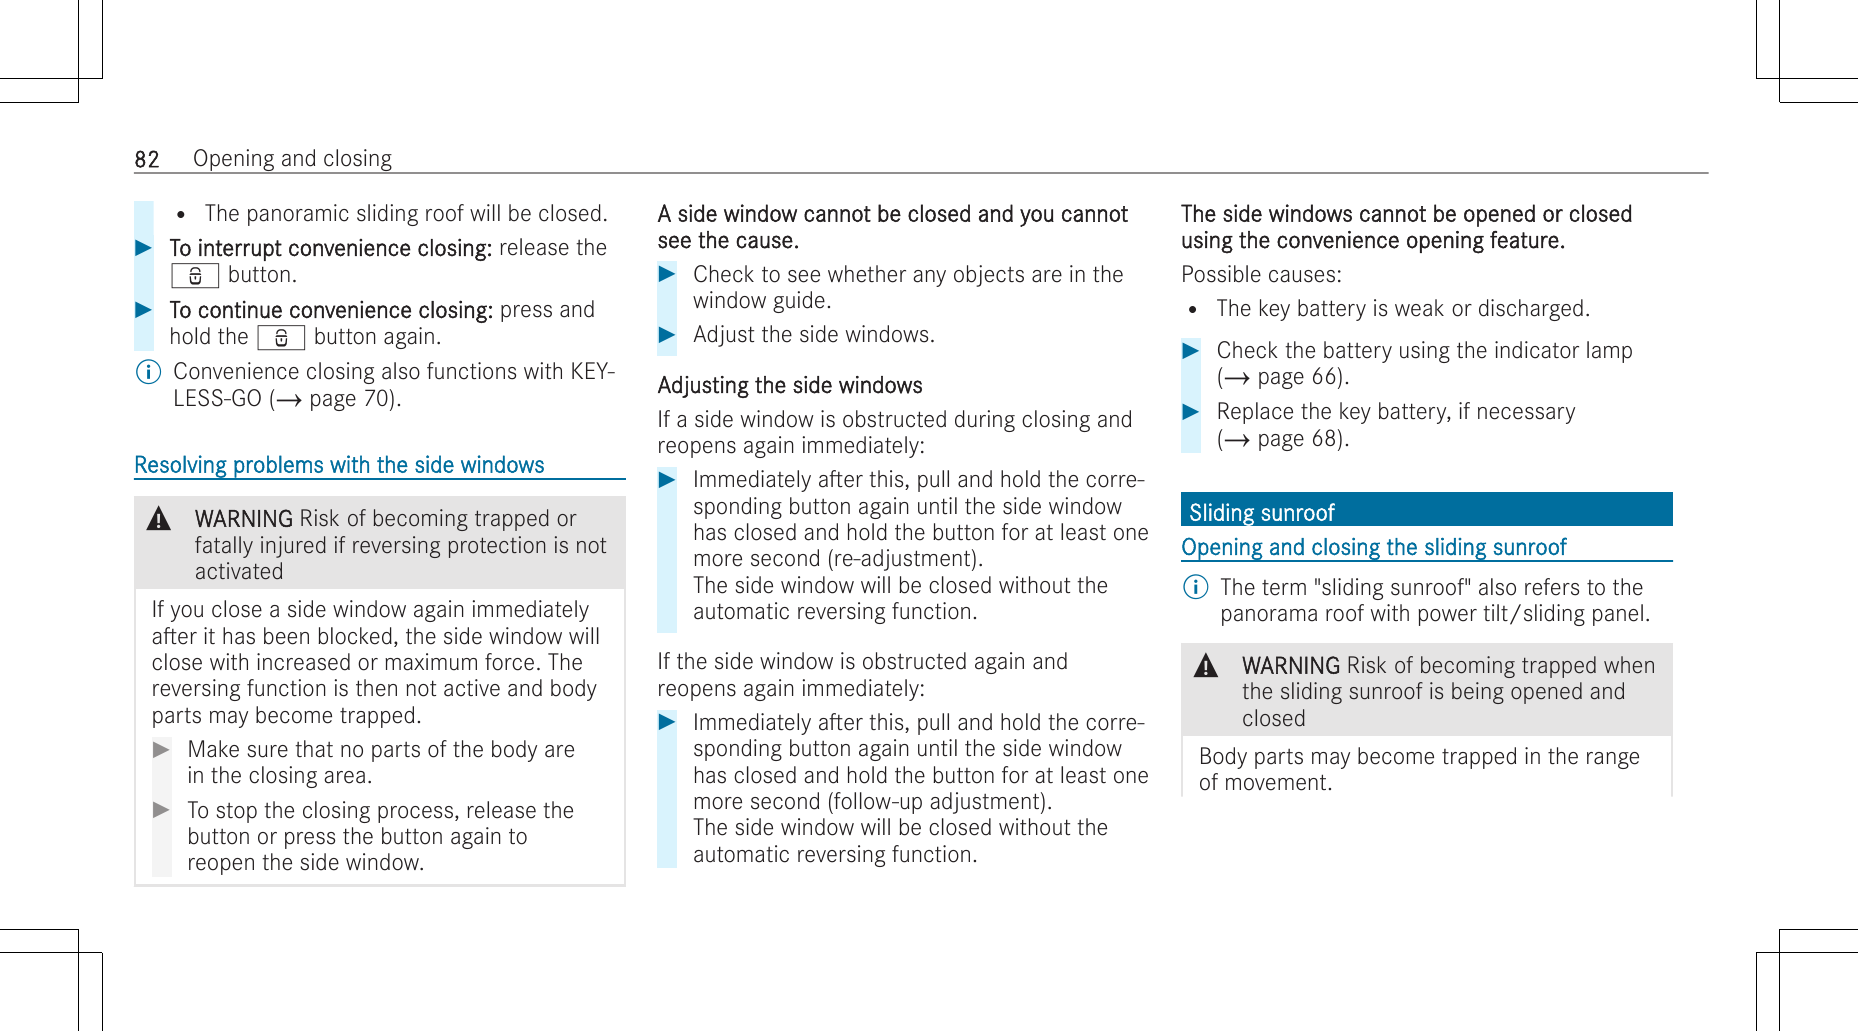 82 Opening and closing
• The panoramic sliding roof will be closed.
▶ To interrupt convenience closing: release the
button.
▶ To continue convenience closing: press and
hold the button again.
Convenience closing also functions with KEY-
LESS-GO (→ page 70).
Resolving problems with the side windows
WARNING Risk of becoming trapped or
fatally injured if reversing protection is not
activated
If you close a side window again immediately
after it has been blocked, the side window will
close with increased or maximum force. The
reversing function is then not active and body
parts may become trapped.
▶ Make sure that no parts of the body are
in the closing area.
▶ To stop the closing process, release the
button or press the button again to
reopen the side window.
A side window cannot be closed and you cannot
see the cause.
▶ Check to see whether any objects are in the
window guide.
▶ Adjust the side windows.
Adjusting the side windows
If a side window is obstructed during closing and
reopens again immediately:
▶ Immediately after this, pull and hold the corre-
sponding button again until the side window
has closed and hold the button for at least one
more second (re-adjustment).
The side window will be closed without the
automatic reversing function.
If the side window is obstructed again and
reopens again immediately:
▶ Immediately after this, pull and hold the corre-
sponding button again until the side window
has closed and hold the button for at least one
more second (follow-up adjustment).
The side window will be closed without the
automatic reversing function.
The side windows cannot be opened or closed
using the convenience opening feature.
Possible causes:
• The key battery is weak or discharged.
▶ Check the battery using the indicator lamp
(→ page 66).
▶ Replace the key battery, if necessary
(→ page 68).
Sliding sunroof
Opening and closing the sliding sunroof
The term "sliding sunroof" also refers to the
panorama roof with power tilt/sliding panel.
WARNING Risk of becoming trapped when
the sliding sunroof is being opened and
closed
Body parts may become trapped in the range
of movement.